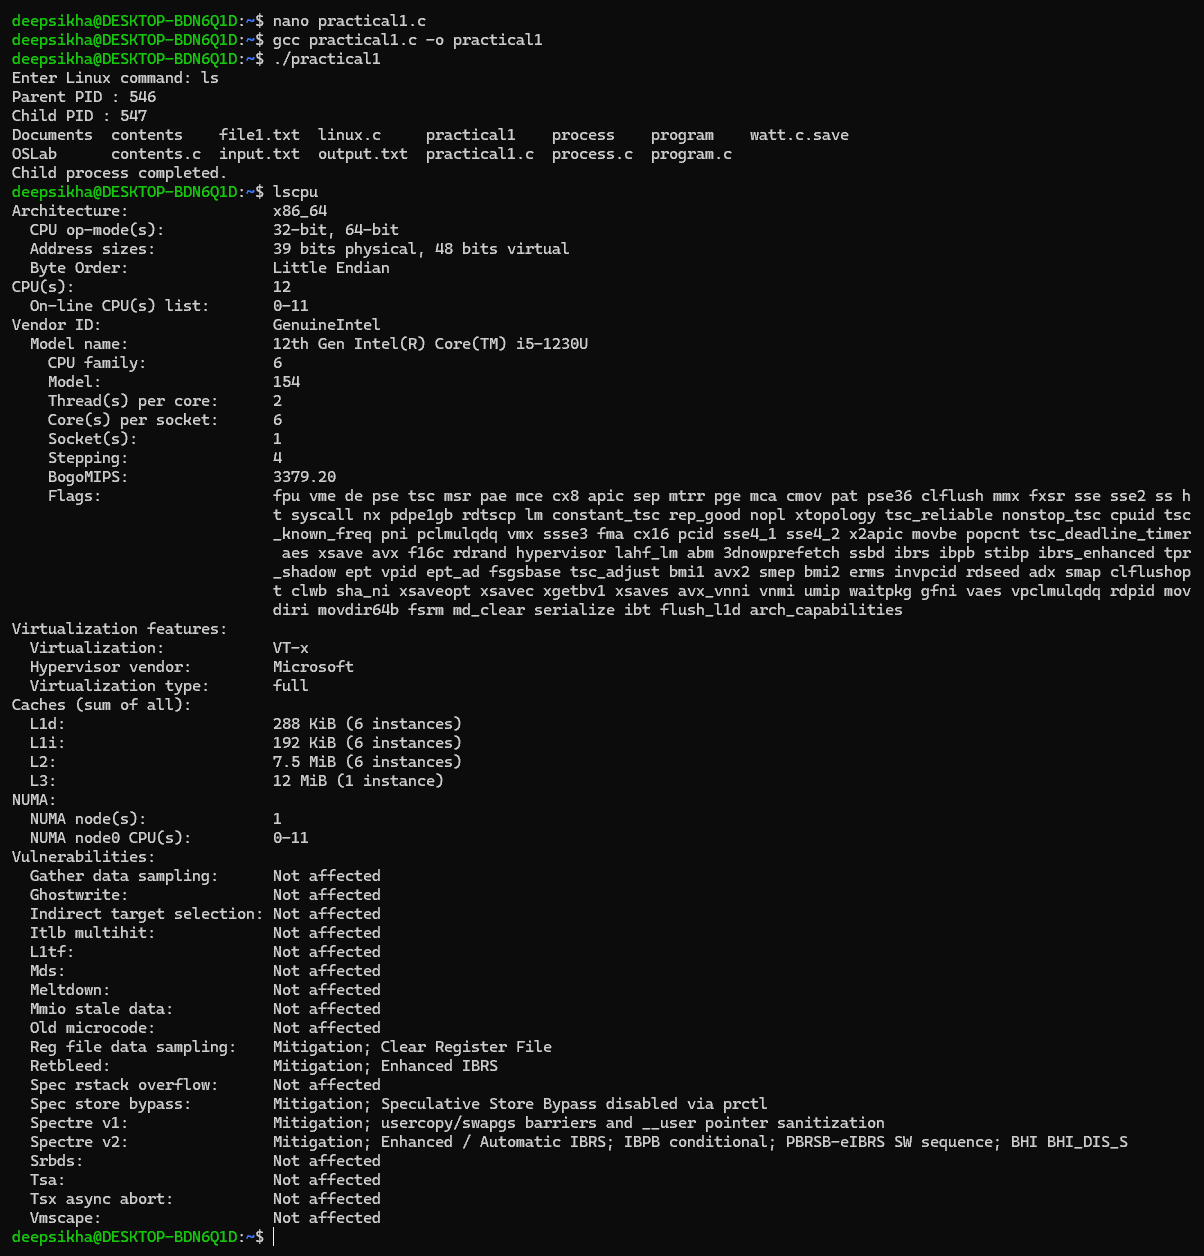 deepsikha@DESKTOP-BDN6Q1D:~$ nano practical1.c
deepsikha@DESKTOP-BDN6Q1D:~$ gcc practical1.c -o practical1
deepsikha@DESKTOP-BDN6Q1D:~$ ./practical1
Enter Linux command: ls
Parent PID : 546
Child PID : 547
Documents  contents    file1.txt  linux.c     practical1    process    program    watt.c.save
OSLab      contents.c  input.txt  output.txt  practical1.c  process.c  program.c
Child process completed.
deepsikha@DESKTOP-BDN6Q1D:~$ lscpu
Architecture:                x86_64
  CPU op-mode(s):            32-bit, 64-bit
  Address sizes:             39 bits physical, 48 bits virtual
  Byte Order:                Little Endian
CPU(s):                      12
  On-line CPU(s) list:       0-11
Vendor ID:                   GenuineIntel
  Model name:                12th Gen Intel(R) Core(TM) i5-1230U
    CPU family:              6
    Model:                   154
    Thread(s) per core:      2
    Core(s) per socket:      6
    Socket(s):               1
    Stepping:                4
    BogoMIPS:                3379.20
    Flags:                   fpu vme de pse tsc msr pae mce cx8 apic sep mtrr pge mca cmov pat pse36 clflush mmx fxsr sse sse2 ss h
                             t syscall nx pdpe1gb rdtscp lm constant_tsc rep_good nopl xtopology tsc_reliable nonstop_tsc cpuid tsc
                             _known_freq pni pclmulqdq vmx ssse3 fma cx16 pcid sse4_1 sse4_2 x2apic movbe popcnt tsc_deadline_timer
                              aes xsave avx f16c rdrand hypervisor lahf_lm abm 3dnowprefetch ssbd ibrs ibpb stibp ibrs_enhanced tpr
                             _shadow ept vpid ept_ad fsgsbase tsc_adjust bmi1 avx2 smep bmi2 erms invpcid rdseed adx smap clflushop
                             t clwb sha_ni xsaveopt xsavec xgetbv1 xsaves avx_vnni vnmi umip waitpkg gfni vaes vpclmulqdq rdpid mov
                             diri movdir64b fsrm md_clear serialize ibt flush_l1d arch_capabilities
Virtualization features:
  Virtualization:            VT-x
  Hypervisor vendor:         Microsoft
  Virtualization type:       full
Caches (sum of all):
  L1d:                       288 KiB (6 instances)
  L1i:                       192 KiB (6 instances)
  L2:                        7.5 MiB (6 instances)
  L3:                        12 MiB (1 instance)
NUMA:
  NUMA node(s):              1
  NUMA node0 CPU(s):         0-11
Vulnerabilities:
  Gather data sampling:      Not affected
  Ghostwrite:                Not affected
  Indirect target selection: Not affected
  Itlb multihit:             Not affected
  L1tf:                      Not affected
  Mds:                       Not affected
  Meltdown:                  Not affected
  Mmio stale data:           Not affected
  Old microcode:             Not affected
  Reg file data sampling:    Mitigation; Clear Register File
  Retbleed:                  Mitigation; Enhanced IBRS
  Spec rstack overflow:      Not affected
  Spec store bypass:         Mitigation; Speculative Store Bypass disabled via prctl
  Spectre v1:                Mitigation; usercopy/swapgs barriers and __user pointer sanitization
  Spectre v2:                Mitigation; Enhanced / Automatic IBRS; IBPB conditional; PBRSB-eIBRS SW sequence; BHI BHI_DIS_S
  Srbds:                     Not affected
  Tsa:                       Not affected
  Tsx async abort:           Not affected
  Vmscape:                   Not affected
deepsikha@DESKTOP-BDN6Q1D:~$